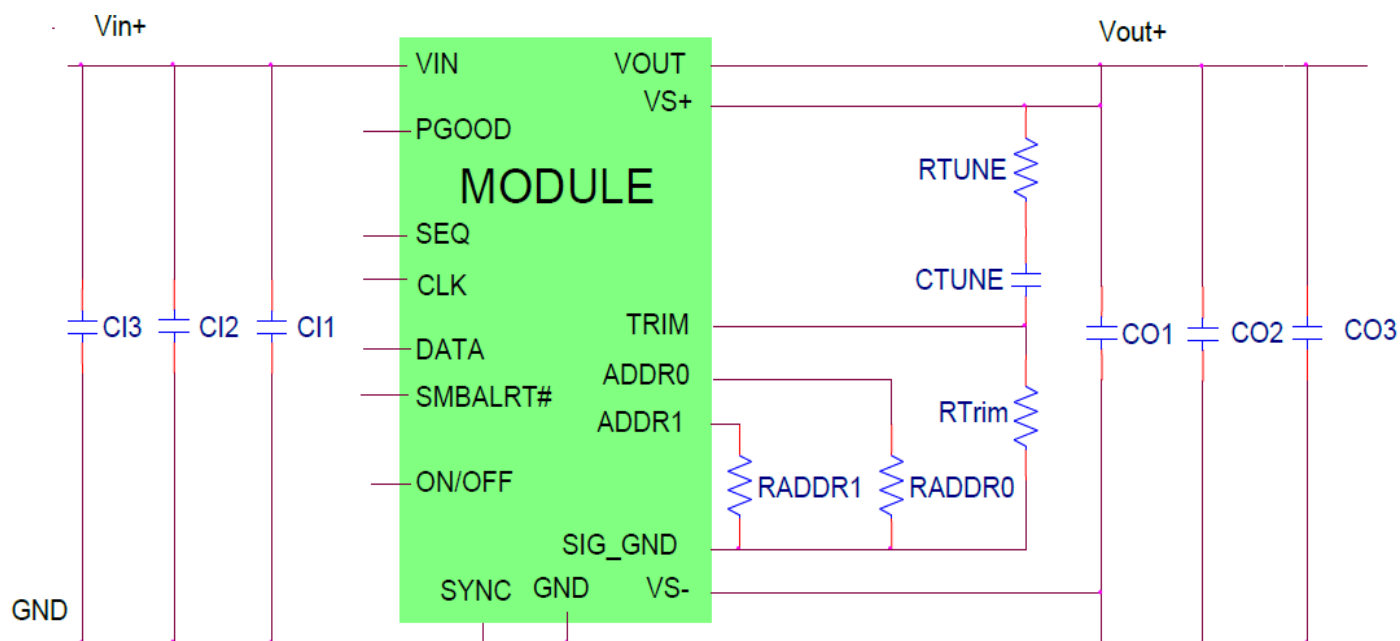 Vin+
Vout+
VIN
VOUT
VS+
PGOOD
RTUNE
MODULE
SEQ
CTUNE
CLK
TRIM
CI3
CI2
CI1
CO1
CO2
CO3
DATA
ADDR0
SMBALRT#
RTrim
ADDR1
ON/OFF
RADDR1
RADDR0
SIG_GND
SYNC
GND
VS-
GND